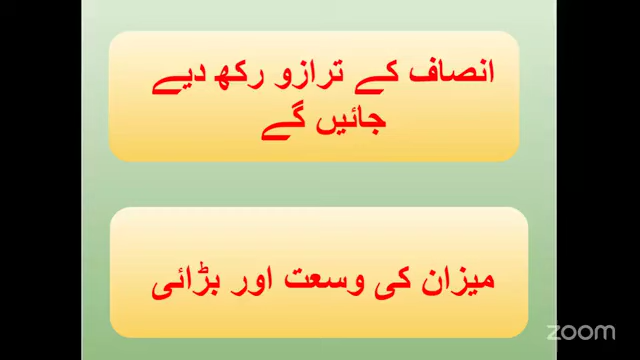 انصاف کے ترازو رکھ دیے
جائیں گے
میزان کی وسعت اور بڑائی
zoom